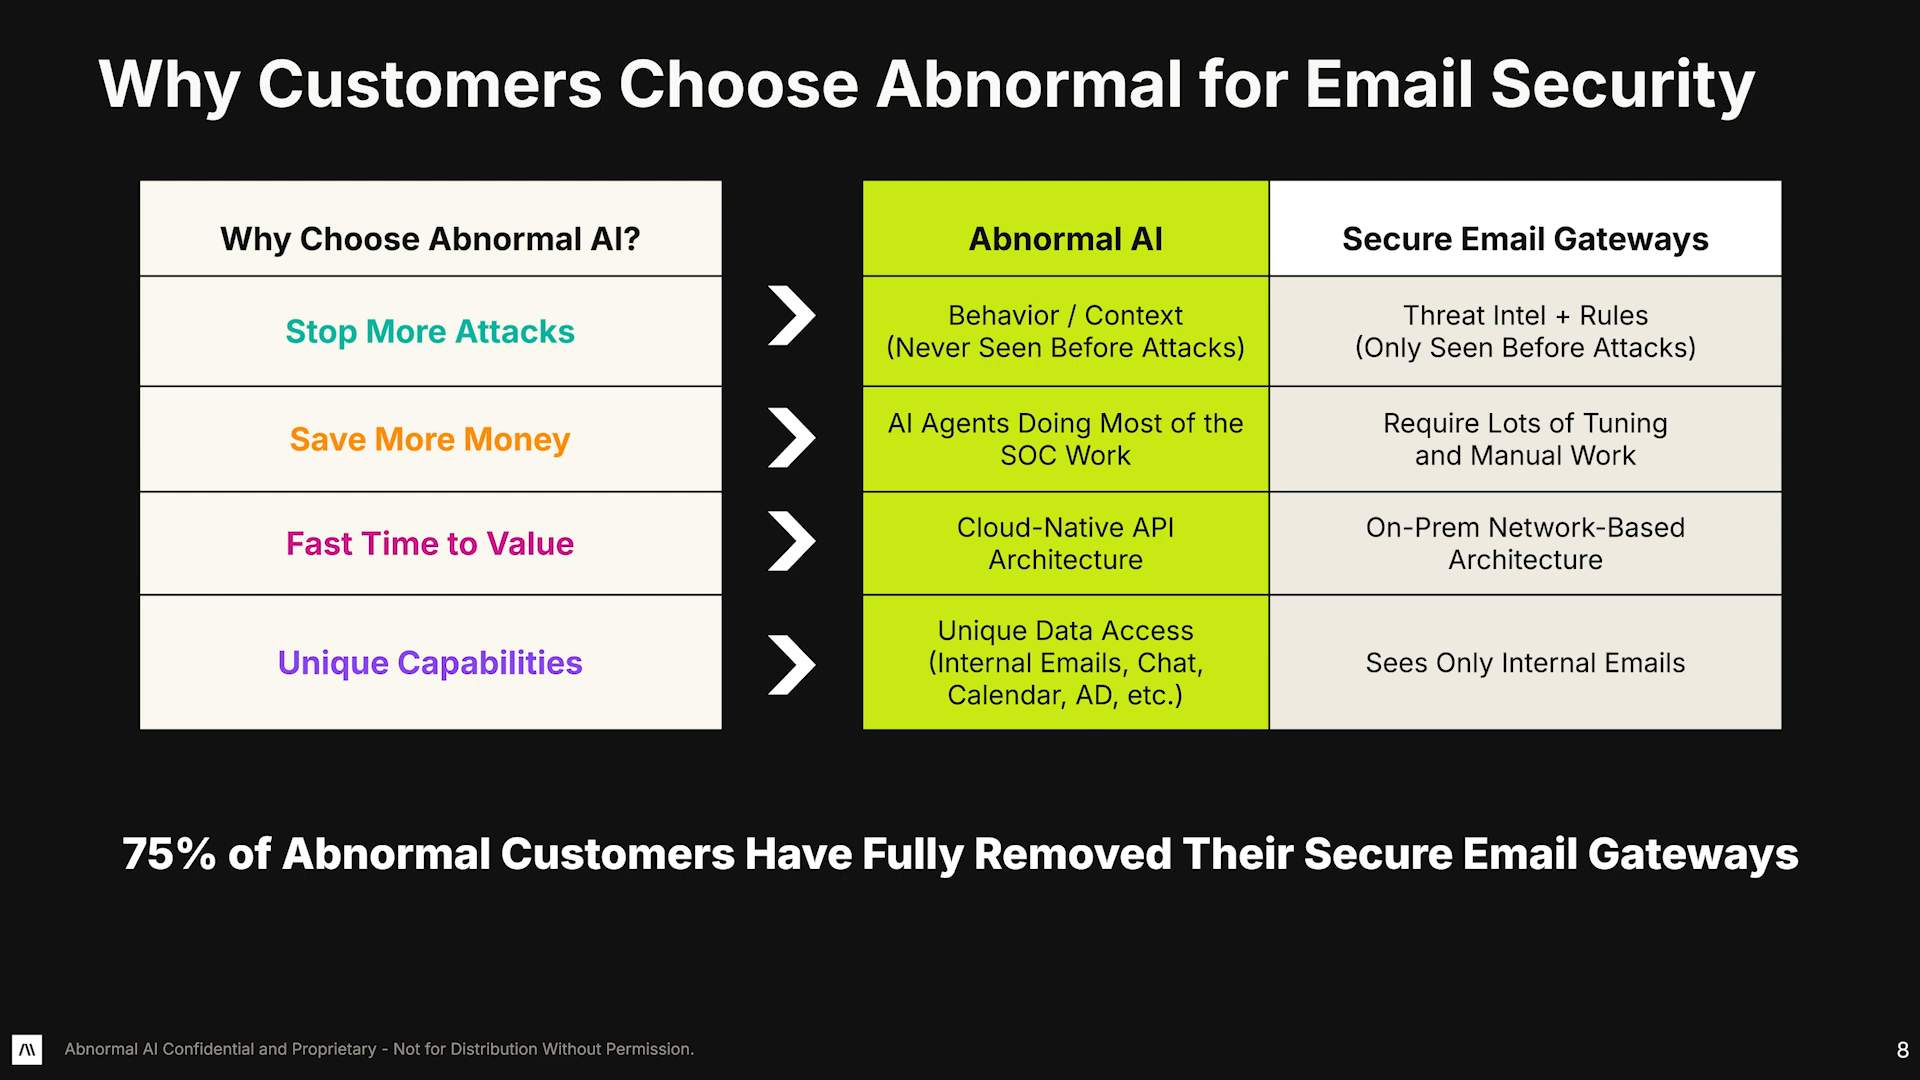 Why Customers Choose Abnormal for Email Security
Why Choose Abnormal AI?
Abnormal AI
Secure Email Gateways
Stop More Attacks
Behavior / Context
(Never Seen Before Attacks)
Threat Intel + Rules
(Only Seen Before Attacks)
Save More Money
AI Agents Doing Most of the
SOC Work
Require Lots of Tuning
and Manual Work
Fast Time to Value
Cloud-Native API
Architecture
On-Prem Network-Based
Architecture
Unique Capabilities
Unique Data Access
(Internal Emails, Chat,
Calendar, AD, etc.)
Sees Only Internal Emails
75% of Abnormal Customers Have Fully Removed Their Secure Email Gateways
Abnormal AI Confidential and Proprietary - Not for Distribution Without Permission.
8